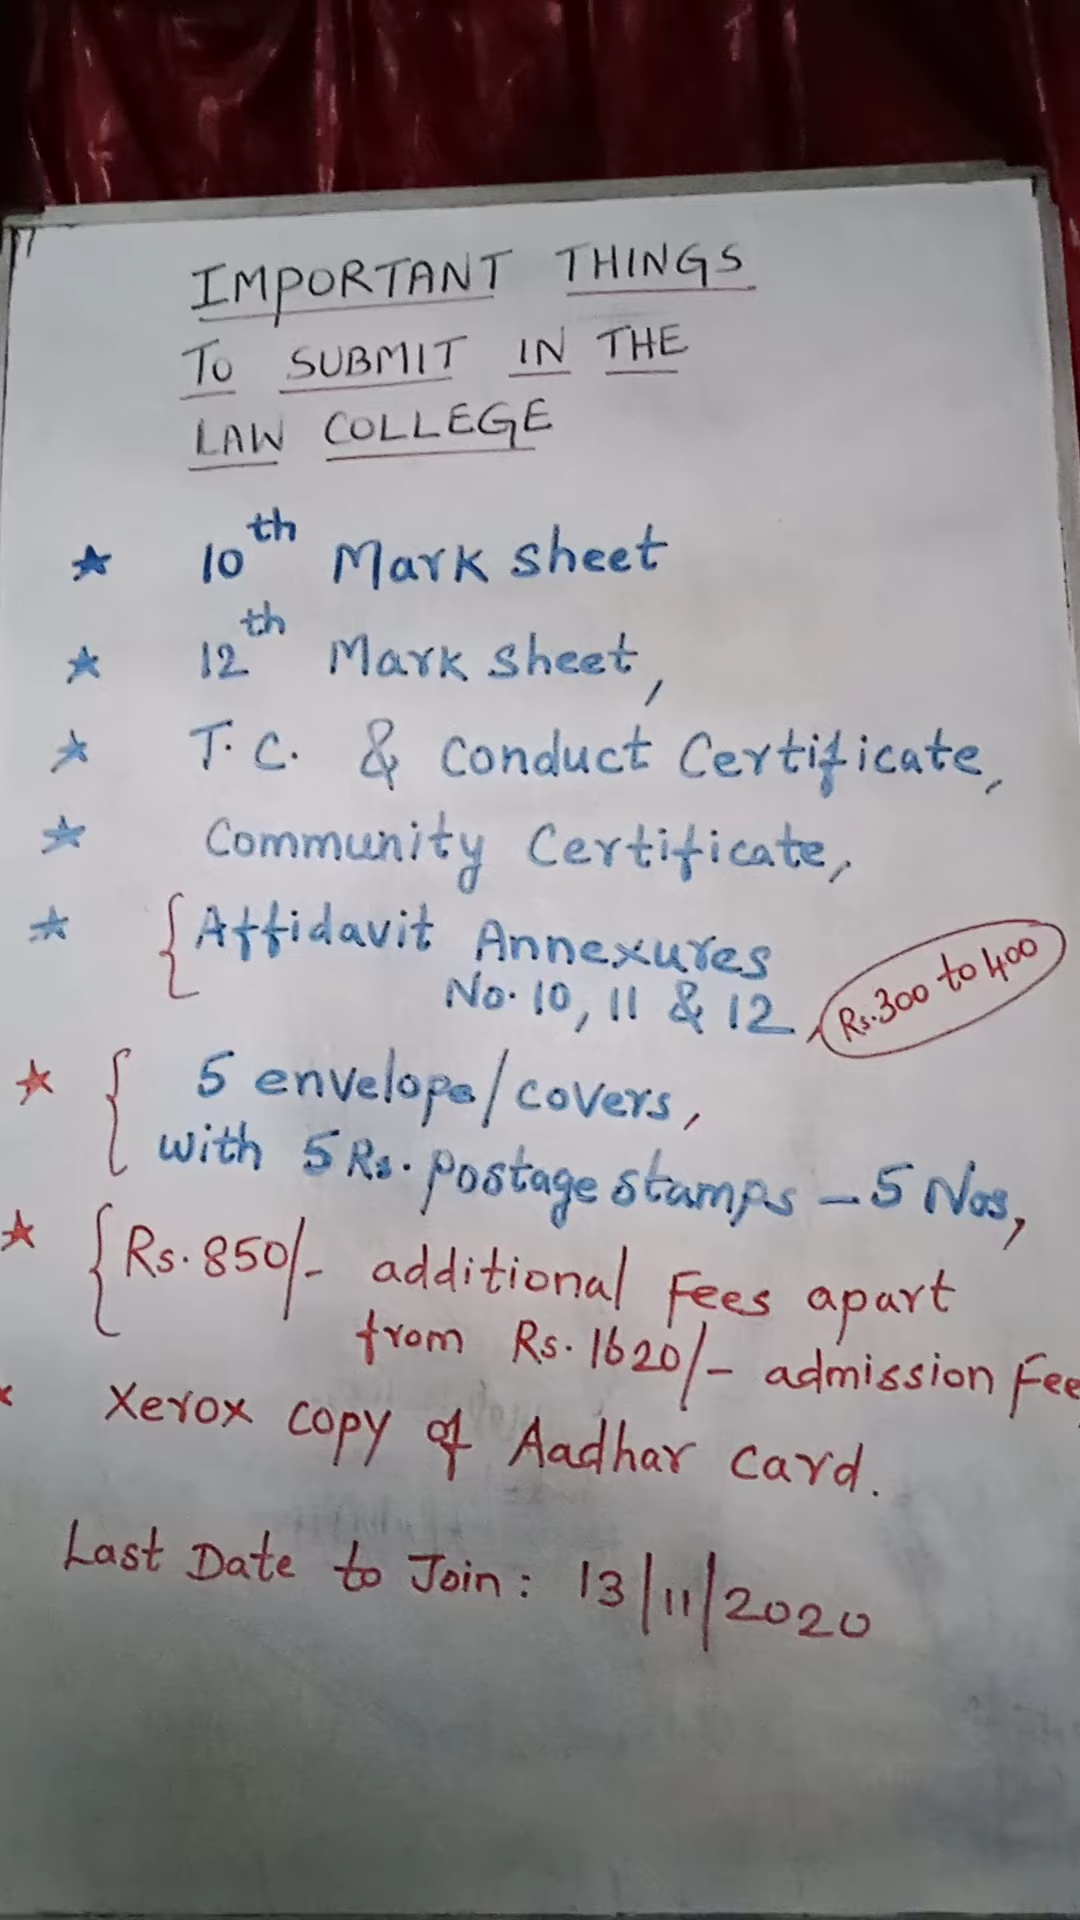 IMPORTANT THINGS
TO SUBMIT IN THE
LAW COLLEGE
★ 10th Mark sheet
★ 12th Mark sheet,
★ T.C. & Conduct Certificate,
★ Community Certificate,
★ { Affidavit Annexures
No. 10, 11 & 12 Rs.300 to 400
★ { 5 envelope/covers,
with 5 Rs. postage stamps - 5 Nos,
★ { Rs.850/- additional Fees apart
from Rs.1620/- admission Fee
Xerox copy of Aadhar card.
Last Date to Join: 13/11/2020